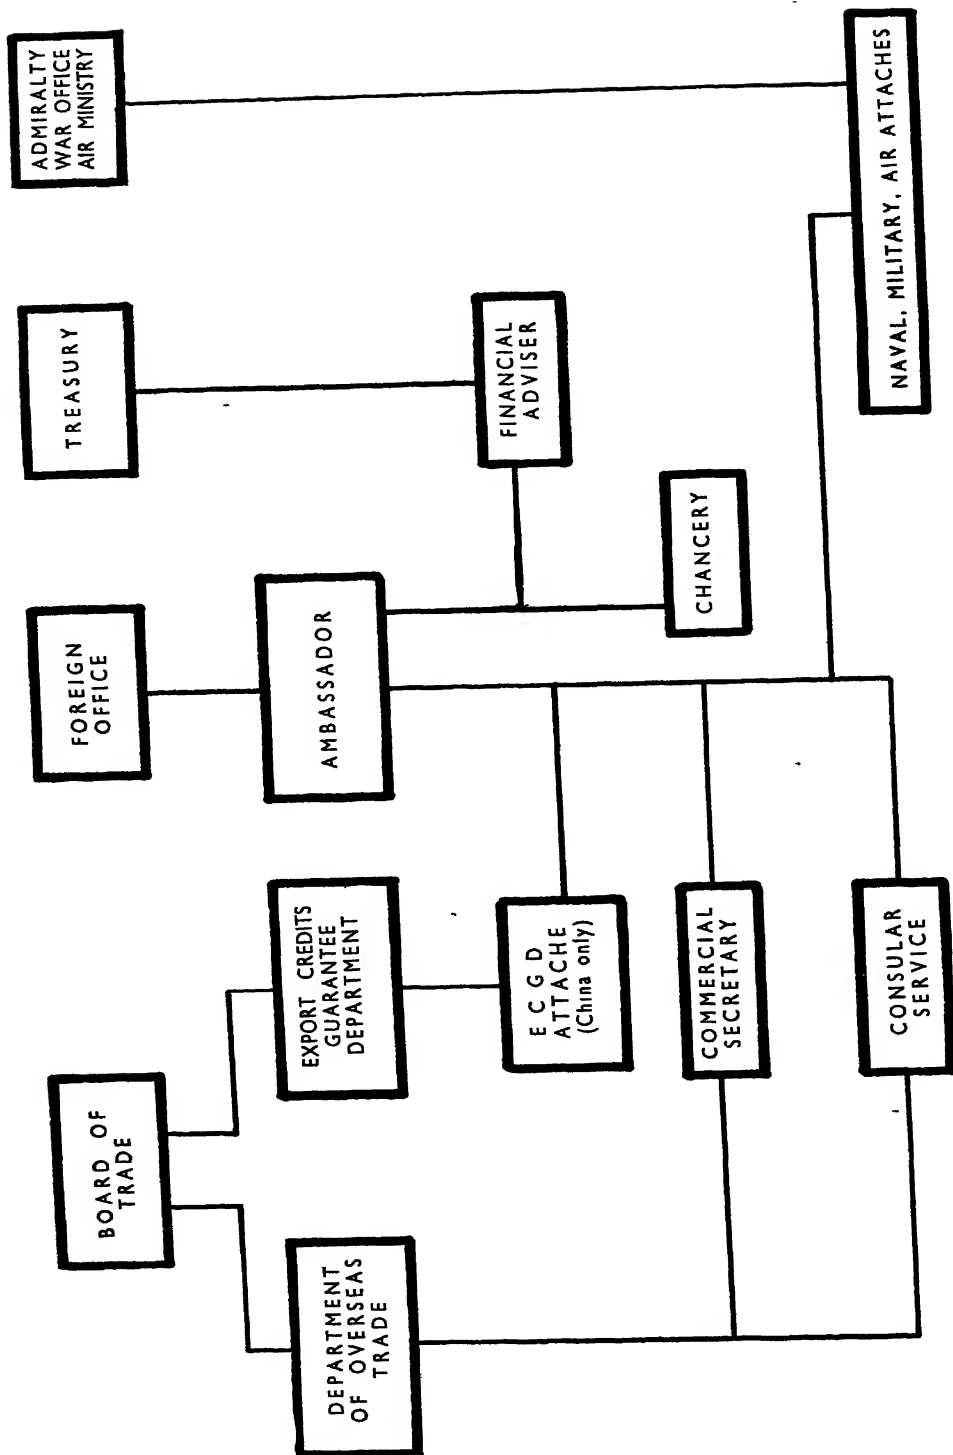 BOARD OF
TRADE
FOREIGN
OFFICE
TREASURY
ADMIRALTY
WAR OFFICE
AIR MINISTRY
DEPARTMENT
OF OVERSEAS
TRADE
EXPORT CREDITS
GUARANTEE
DEPARTMENT
AMBASSADOR
E C G D
ATTACHE
(China only)
FINANCIAL
ADVISER
COMMERCIAL
SECRETARY
CHANCERY
CONSULAR
SERVICE
NAVAL, MILITARY, AIR ATTACHES